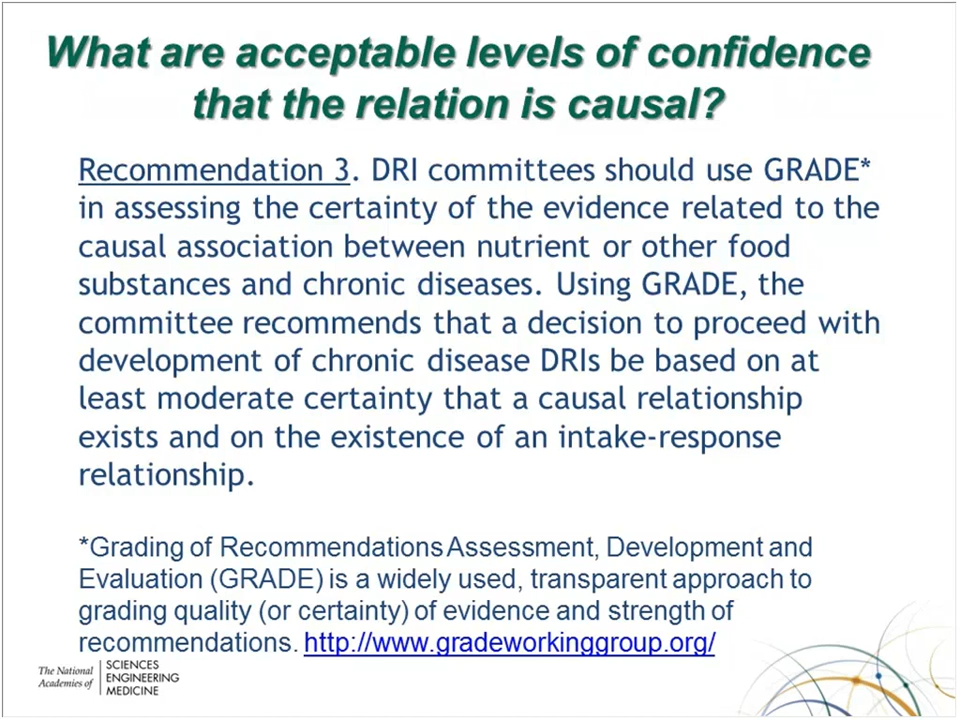 What are acceptable levels of confidence
that the relation is causal?
Recommendation 3. DRI committees should use GRADE*
in assessing the certainty of the evidence related to the
causal association between nutrient or other food
substances and chronic diseases. Using GRADE, the
committee recommends that a decision to proceed with
development of chronic disease DRIs be based on at
least moderate certainty that a causal relationship
exists and on the existence of an intake-response
relationship.
*Grading of Recommendations Assessment, Development and
Evaluation (GRADE) is a widely used, transparent approach to
grading quality (or certainty) of evidence and strength of
recommendations. http://www.gradeworkinggroup.org/
The National
Academies of
SCIENCES
ENGINEERING
MEDICINE